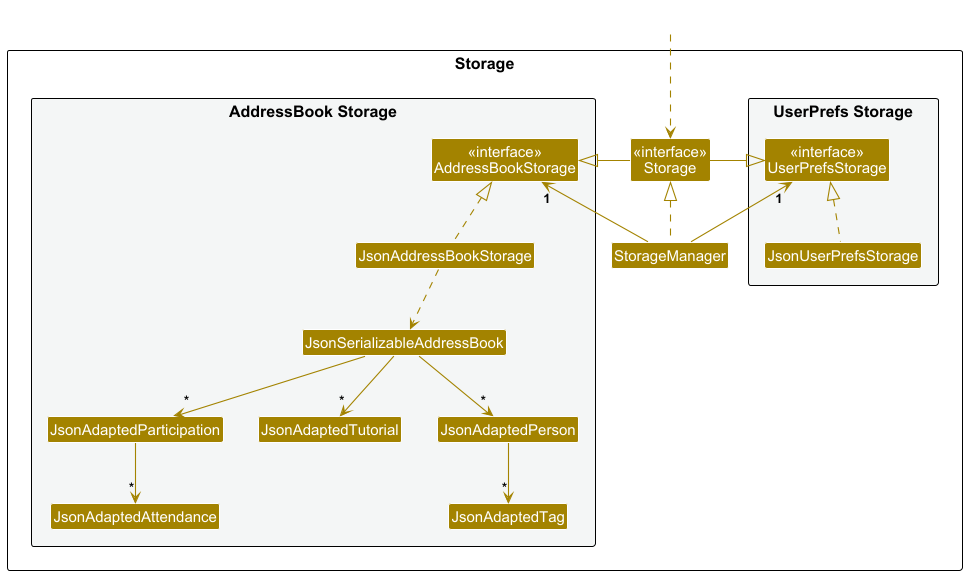 Storage
AddressBook Storage
UserPrefs Storage
«interface»
AddressBookStorage
«interface»
Storage
«interface»
UserPrefsStorage
1
1
JsonAddressBookStorage
StorageManager
JsonUserPrefsStorage
JsonSerializableAddressBook
*
*
*
JsonAdaptedParticipation
JsonAdaptedTutorial
JsonAdaptedPerson
*
*
JsonAdaptedAttendance
JsonAdaptedTag